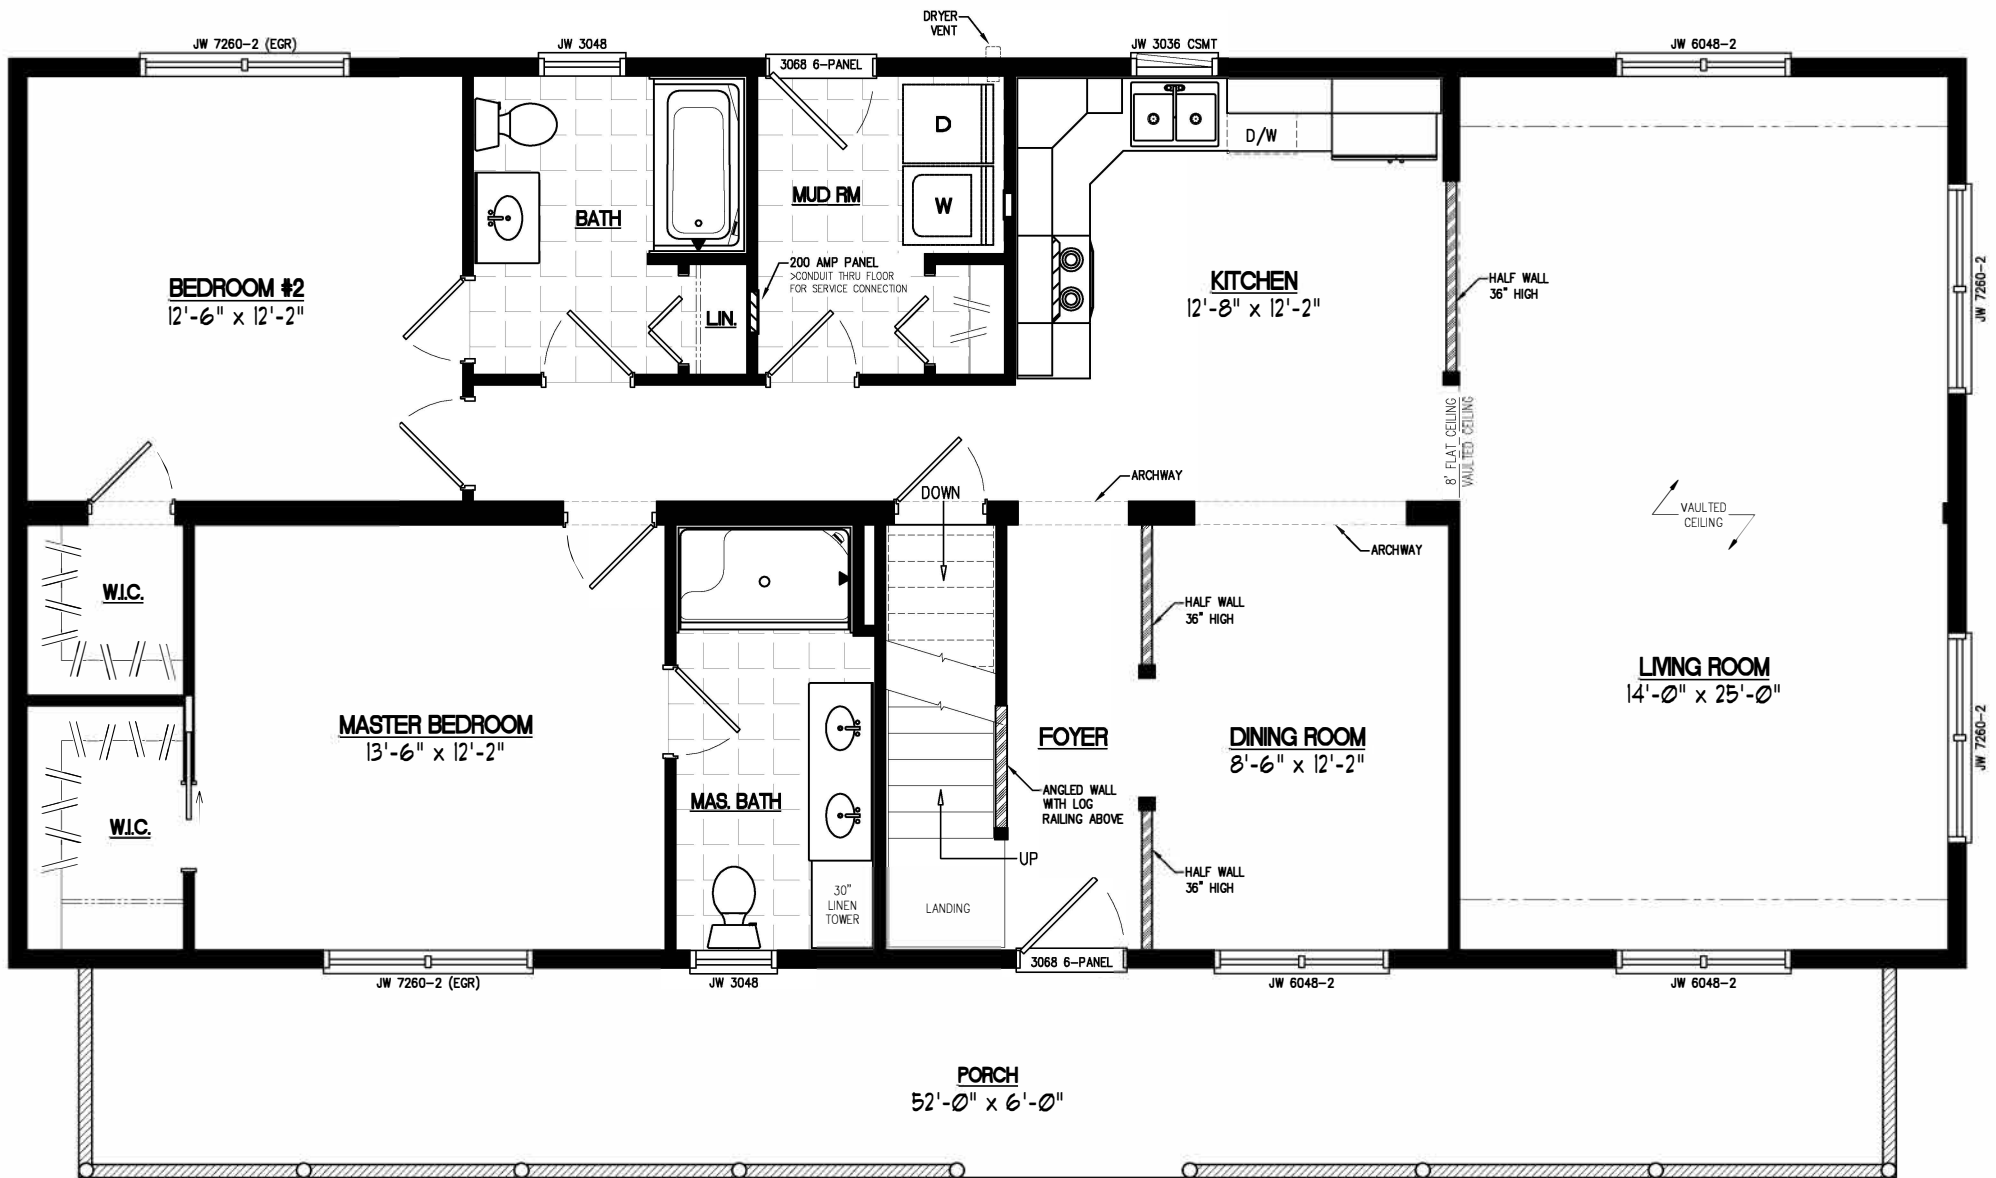 DRYER
VENT
JW 7260-2 (EGR)
JW 3048
3068 6-PANEL
JW 3036 CSMT
JW 6048-2
D
W
D/W
MUD RM
BATH
BEDROOM #2
12'-6" x 12'-2"
200 AMP PANEL
>CONDUIT THRU FLOOR
FOR SERVICE CONNECTION
LIN.
KITCHEN
12'-8" x 12'-2"
HALF WALL
36" HIGH
JW 7260-2
8' FLAT CEILING
VAULTED CEILING
ARCHWAY
DOWN
VAULTED
CEILING
ARCHWAY
W.I.C.
HALF WALL
36" HIGH
LIVING ROOM
14'-0" x 25'-0"
MASTER BEDROOM
13'-6" x 12'-2"
FOYER
DINING ROOM
8'-6" x 12'-2"
JW 7260-2
MAS. BATH
ANGLED WALL
WITH LOG
RAILING ABOVE
W.I.C.
UP
HALF WALL
36" HIGH
30"
LINEN
TOWER
LANDING
3068 6-PANEL
JW 7260-2 (EGR)
JW 3048
JW 6048-2
JW 6048-2
PORCH
52'-0" x 6'-0"